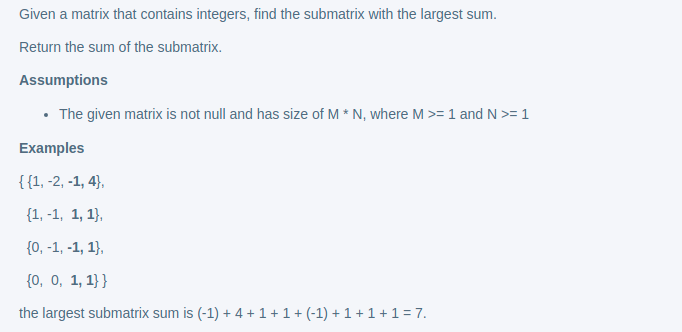 Given a matrix that contains integers, find the submatrix with the largest sum.
Return the sum of the submatrix.
Assumptions
• The given matrix is not null and has size of M * N, where M >= 1 and N >= 1
Examples
{ {1, -2, -1, 4},
{1, -1, 1, 1},
{0, -1, -1, 1},
{0, 0, 1, 1} }
the largest submatrix sum is (-1) + 4 + 1 + 1 + (-1) + 1 + 1 + 1 = 7.